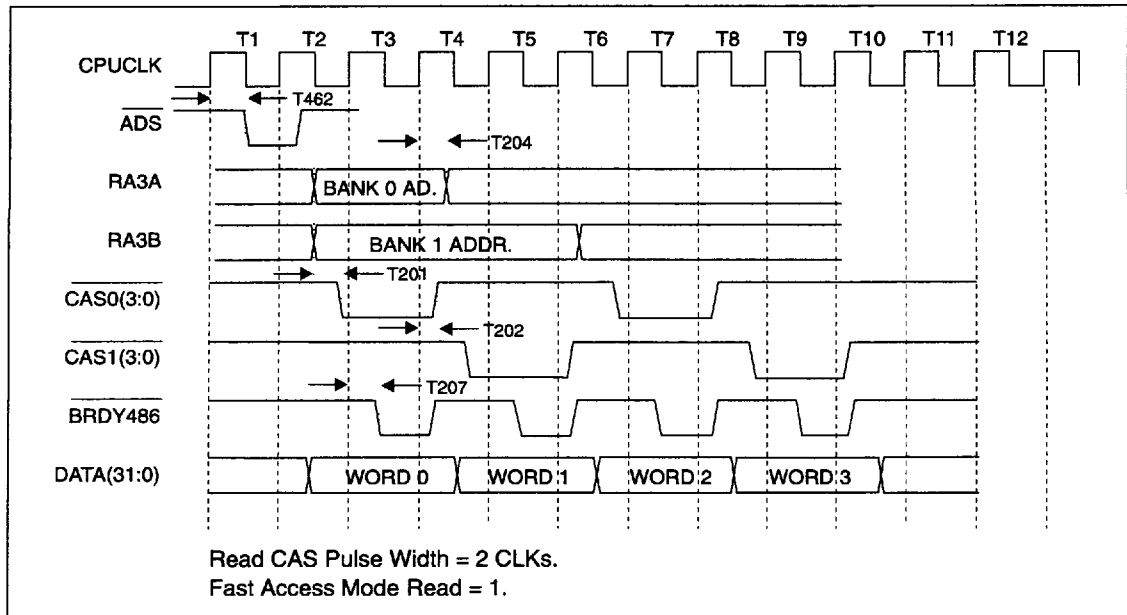 T1 T2 T3 T4 T5 T6 T7 T8 T9 T10 T11 T12
CPUCLK
T462
ADS
T204
RA3A
BANK 0 AD.
RA3B
BANK 1 ADDR.
T201
CAS0(3:0)
T202
CAS1(3:0)
T207
BRDY486
DATA(31:0)
WORD 0 WORD 1 WORD 2 WORD 3
Read CAS Pulse Width = 2 CLKs.
Fast Access Mode Read = 1.